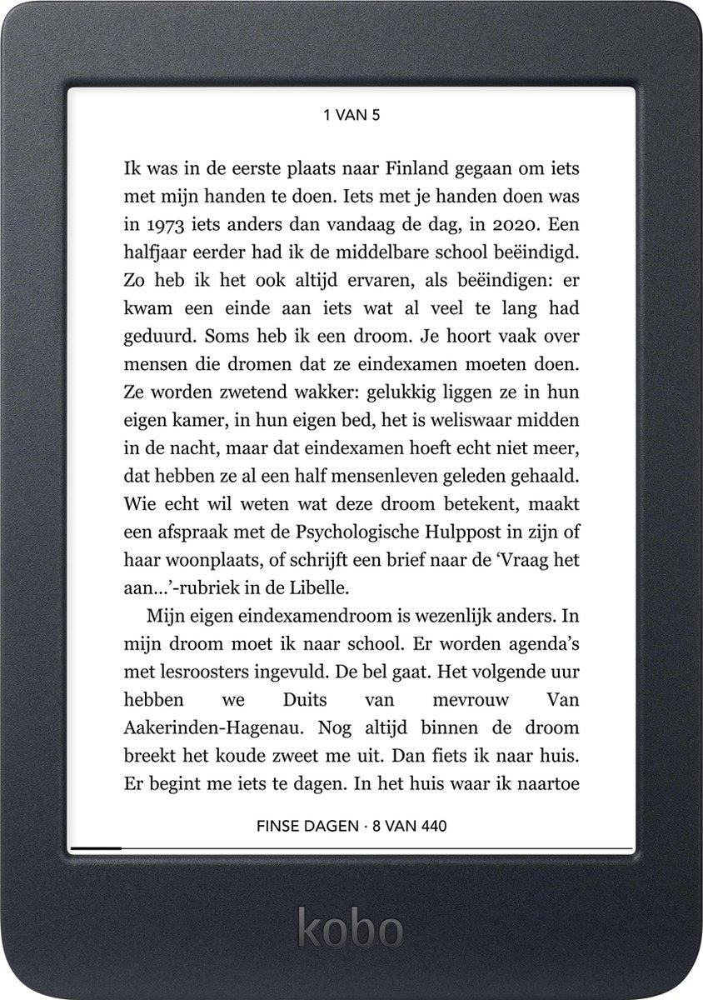 1 VAN 5
Ik was in de eerste plaats naar Finland gegaan om iets
met mijn handen te doen. Iets met je handen doen was
in 1973 iets anders dan vandaag de dag, in 2020. Een
halfjaar eerder had ik de middelbare school beëindigd.
Zo heb ik het ook altijd ervaren, als beëindigen: er
kwam een einde aan iets wat al veel te lang had
geduurd. Soms heb ik een droom. Je hoort vaak over
mensen die dromen dat ze eindexamen moeten doen.
Ze worden zwetend wakker: gelukkig liggen ze in hun
eigen kamer, in hun eigen bed, het is weliswaar midden
in de nacht, maar dat eindexamen hoeft echt niet meer,
dat hebben ze al een half mensenleven geleden gehaald.
Wie echt wil weten wat deze droom betekent, maakt
een afspraak met de Psychologische Hulppost in zijn of
haar woonplaats, of schrijft een brief naar de ‘Vraag het
aan...’-rubriek in de Libelle.
Mijn eigen eindexamendroom is wezenlijk anders. In
mijn droom moet ik naar school. Er worden agenda’s
met lesroosters ingevuld. De bel gaat. Het volgende uur
hebben we Duits van mevrouw Van
Aakerinden-Hagenau. Nog altijd binnen de droom
breekt het koude zweet me uit. Dan fiets ik naar huis.
Er begint me iets te dagen. In het huis waar ik naartoe
FINSE DAGEN · 8 VAN 440
kobo